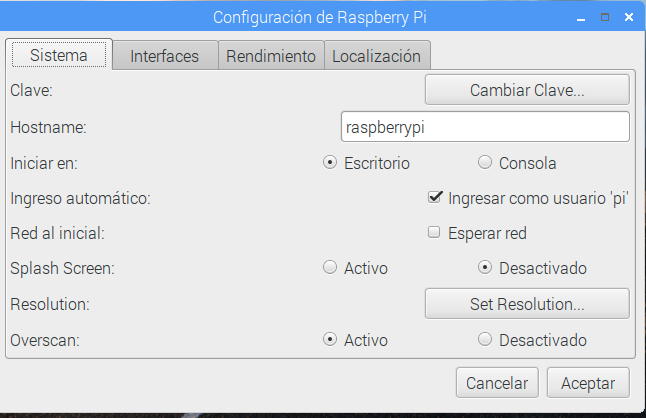 Configuración de Raspberry Pi
Sistema Interfaces Rendimiento Localización
Clave: Cambiar Clave...
Hostname: raspberrypi
Iniciar en: Escritorio Consola
Ingreso automático: Ingresar como usuario 'pi'
Red al inicial: Esperar red
Splash Screen: Activo Desactivado
Resolution: Set Resolution...
Overscan: Activo Desactivado
Cancelar Aceptar